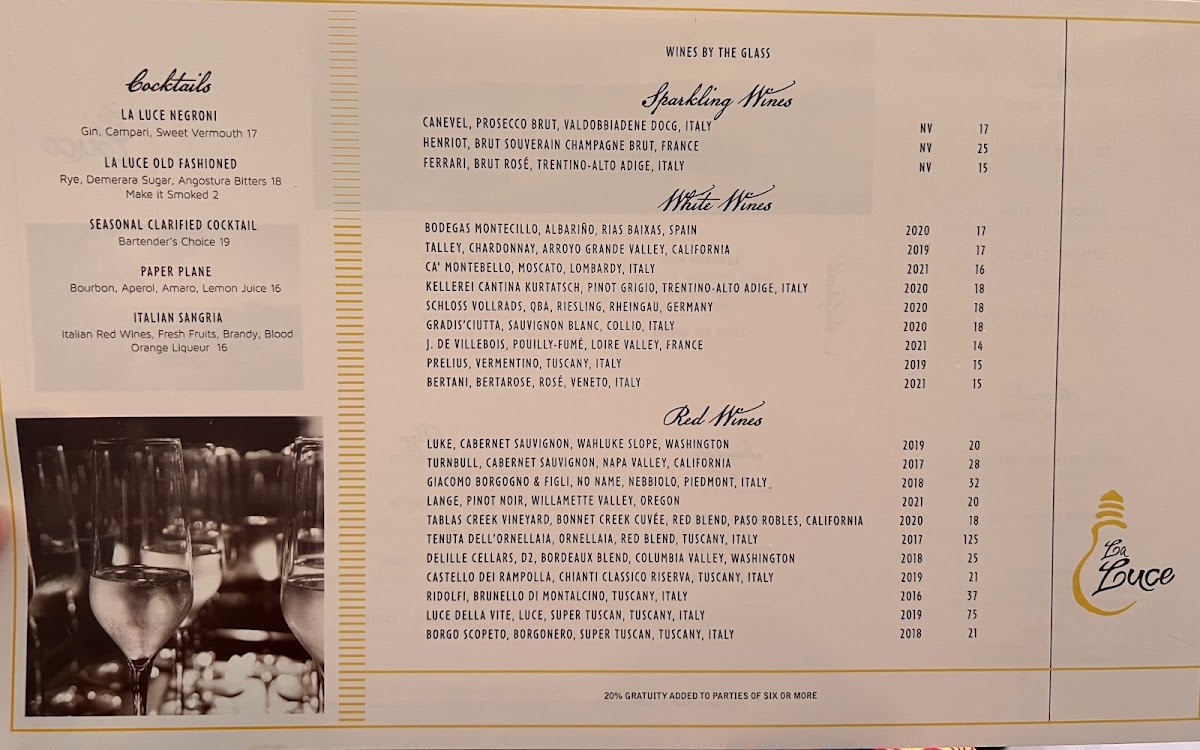 Cocktails
LA LUCE NEGRONI
Gin, Campari, Sweet Vermouth 17
LA LUCE OLD FASHIONED
Rye, Demerara Sugar, Angostura Bitters 18
Make it Smoked 2
SEASONAL CLARIFIED COCKTAIL
Bartender's Choice 19
PAPER PLANE
Bourbon, Aperol, Amaro, Lemon Juice 16
ITALIAN SANGRIA
Italian Red Wines, Fresh Fruits, Brandy, Blood
Orange Liqueur 16
WINES BY THE GLASS
Sparkling Wines
CANEVEL, PROSECCO BRUT, VALDOBBIADENE DOCG, ITALY NV 17
HENRIOT, BRUT SOUVERAIN CHAMPAGNE BRUT, FRANCE NV 25
FERRARI, BRUT ROSÉ, TRENTINO-ALTO ADIGE, ITALY NV 15
White Wines
BODEGAS MONTECILLO, ALBARIÑO, RIAS BAIXAS, SPAIN 2020 17
TALLEY, CHARDONNAY, ARROYO GRANDE VALLEY, CALIFORNIA 2019 17
CA' MONTEBELLO, MOSCATO, LOMBARDY, ITALY 2021 16
KELLEREI CANTINA KURTATSCH, PINOT GRIGIO, TRENTINO-ALTO ADIGE, ITALY 2020 18
SCHLOSS VOLLRADS, QBA, RIESLING, RHEINGAU, GERMANY 2020 18
GRADIS'CIUTTA, SAUVIGNON BLANC, COLLIO, ITALY 2020 18
J. DE VILLEBOIS, POUILLY-FUMÉ, LOIRE VALLEY, FRANCE 2021 14
PRELIUS, VERMENTINO, TUSCANY, ITALY 2019 15
BERTANI, BERTAROSE, ROSÉ, VENETO, ITALY 2021 15
Red Wines
LUKE, CABERNET SAUVIGNON, WAHLUKE SLOPE, WASHINGTON 2019 20
TURNBULL, CABERNET SAUVIGNON, NAPA VALLEY, CALIFORNIA 2017 28
GIACOMO BORGOGNO & FIGLI, NO NAME, NEBBIOLO, PIEDMONT, ITALY 2018 32
LANGE, PINOT NOIR, WILLAMETTE VALLEY, OREGON 2021 20
TABLAS CREEK VINEYARD, BONNET CREEK CUVÉE, RED BLEND, PASO ROBLES, CALIFORNIA 2020 18
TENUTA DELL'ORNELLAIA, ORNELLAIA, RED BLEND, TUSCANY, ITALY 2017 125
DELILLE CELLARS, D2, BORDEAUX BLEND, COLUMBIA VALLEY, WASHINGTON 2018 25
CASTELLO DEI RAMPOLLA, CHIANTI CLASSICO RISERVA, TUSCANY, ITALY 2019 21
RIDOLFI, BRUNELLO DI MONTALCINO, TUSCANY, ITALY 2016 37
LUCE DELLA VITE, LUCE, SUPER TUSCAN, TUSCANY, ITALY 2019 75
BORGO SCOPETO, BORGONERO, SUPER TUSCAN, TUSCANY, ITALY 2018 21
20% GRATUITY ADDED TO PARTIES OF SIX OR MORE
La
Luce